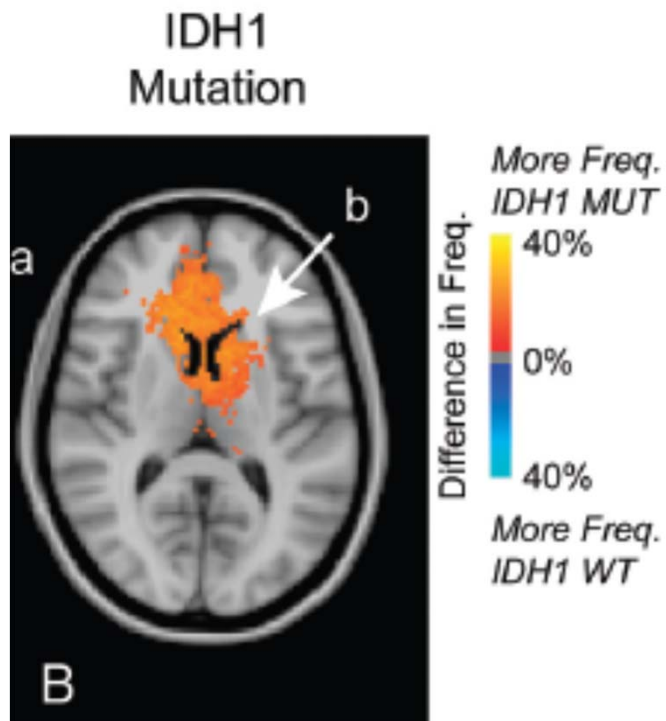 IDH1
Mutation
a
b
B
Difference in Freq.
More Freq.
IDH1 MUT
40%
0%
40%
More Freq.
IDH1 WT